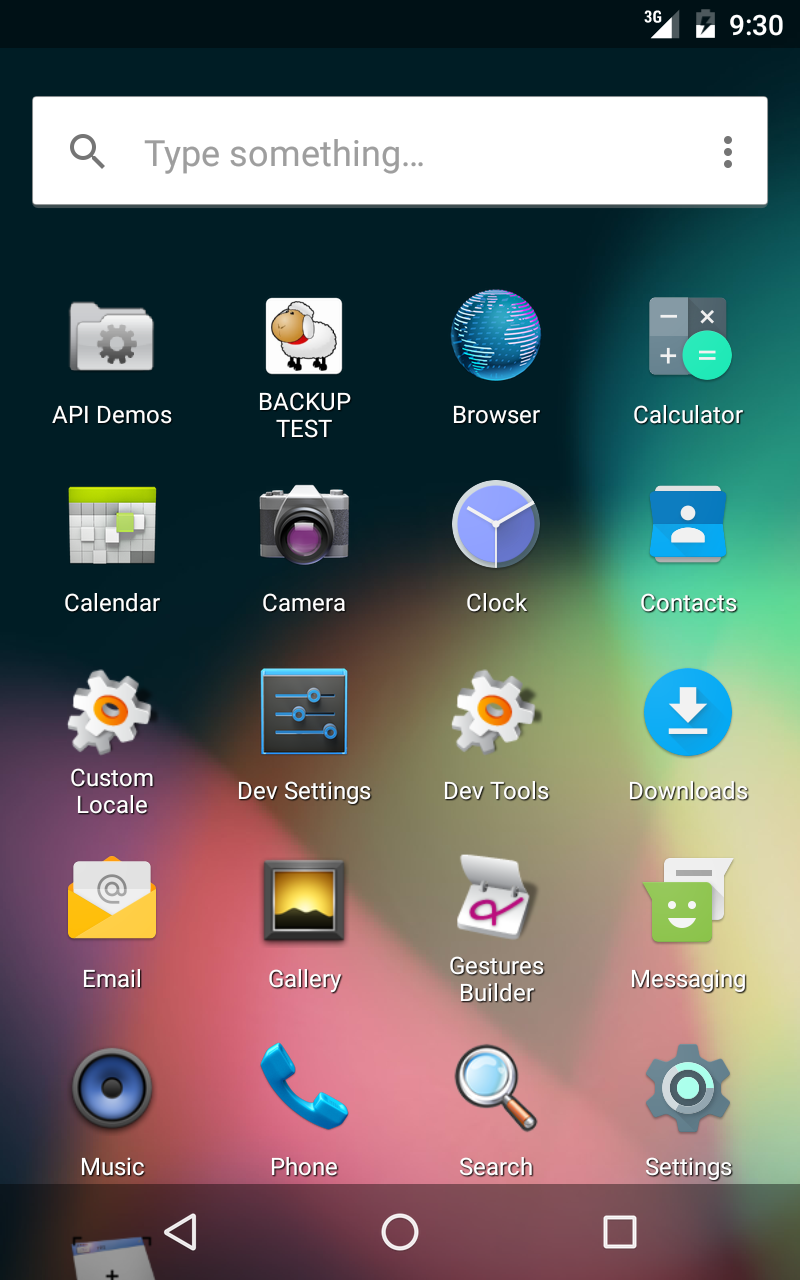 3G 9:30
Type something...
API Demos
BACKUP
TEST
Browser
Calculator
Calendar
Camera
Clock
Contacts
Custom
Locale
Dev Settings
Dev Tools
Downloads
Email
Gallery
Gestures
Builder
Messaging
Music
Phone
Search
Settings